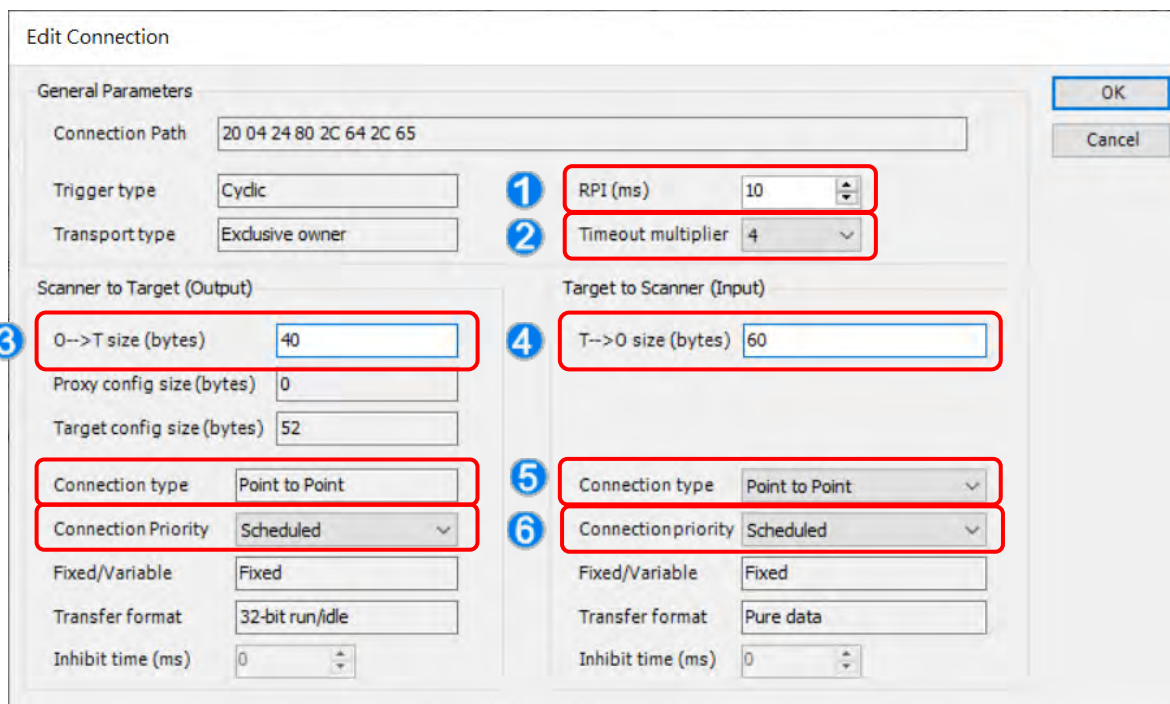 Edit Connection
General Parameters
OK
Connection Path 20 04 24 80 2C 64 2C 65
Cancel
Trigger type Cyclic 1 RPI (ms) 10
Transport type Exclusive owner 2 Timeout multiplier 4
Scanner to Target (Output) Target to Scanner (Input)
3 O-->T size (bytes) 40 4 T-->O size (bytes) 60
Proxy config size (bytes) 0
Target config size (bytes) 52
Connection type Point to Point 5 Connection type Point to Point
Connection Priority Scheduled 6 Connection priority Scheduled
Fixed/Variable Fixed Fixed/Variable Fixed
Transfer format 32-bit run/idle Transfer format Pure data
Inhibit time (ms) 0 Inhibit time (ms) 0